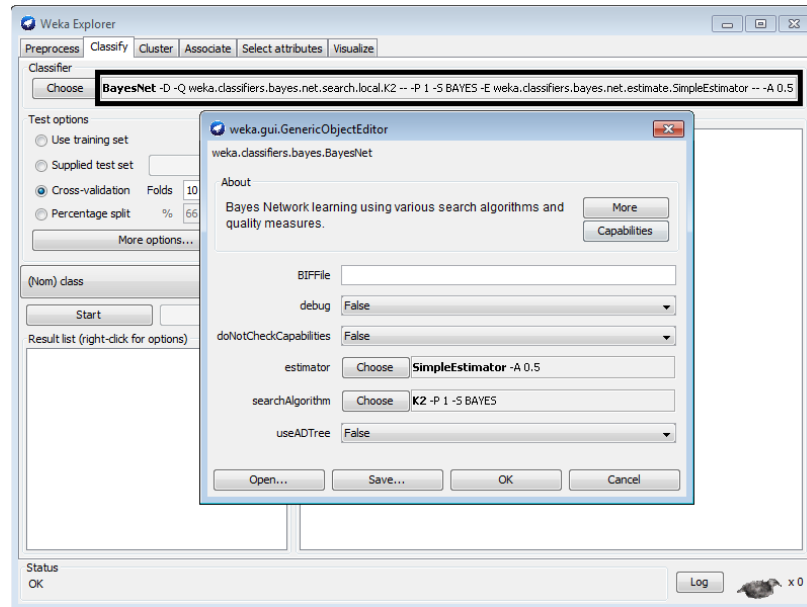 Weka Explorer
Preprocess Classify Cluster Associate Select attributes Visualize
Classifier
Choose BayesNet -D -Q weka.classifiers.bayes.net.search.local.K2 -- -P 1 -S BAYES -E weka.classifiers.bayes.net.estimate.SimpleEstimator -- -A 0.5
Test options
Use training set
Supplied test set
Cross-validation Folds 10
Percentage split % 66
More options...
(Nom) class
Start
Result list (right-click for options)
weka.gui.GenericObjectEditor
weka.classifiers.bayes.BayesNet
About
Bayes Network learning using various search algorithms and
quality measures.
More
Capabilities
BIFFile
debug False
doNotCheckCapabilities False
estimator Choose SimpleEstimator -A 0.5
searchAlgorithm Choose K2 -P 1 -S BAYES
useADTree False
Open... Save... OK Cancel
Status
OK
Log x 0